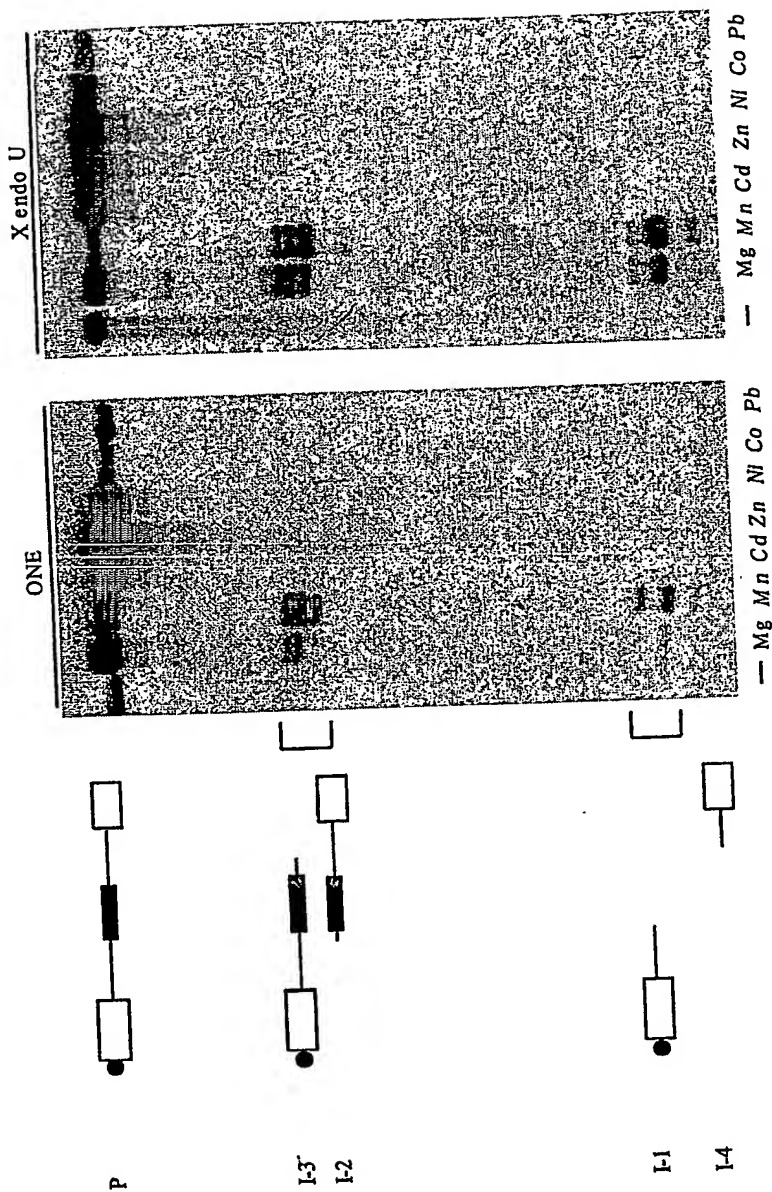 X endo U
ONE
P
I-3
I-2
I-1
I-4
— Mg Mn Cd Zn Ni Co Pb
— Mg Mn Cd Zn Ni Co Pb